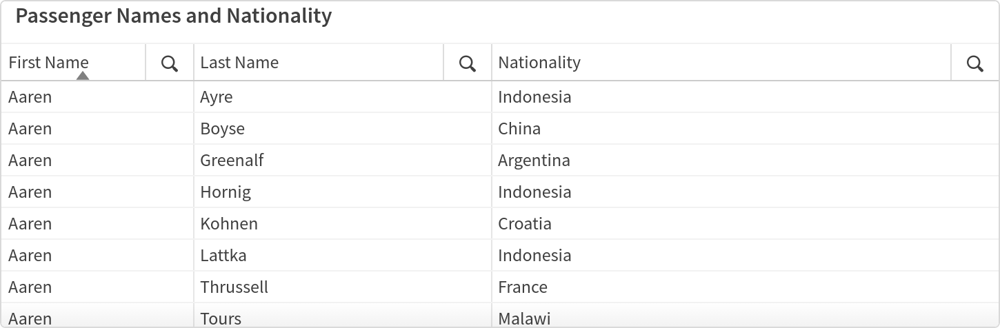 Passenger Names and Nationality
First Name Last Name Nationality
Aaren Ayre Indonesia
Aaren Boyse China
Aaren Greenalf Argentina
Aaren Hornig Indonesia
Aaren Kohnen Croatia
Aaren Lattka Indonesia
Aaren Thrussell France
Aaren Tours Malawi